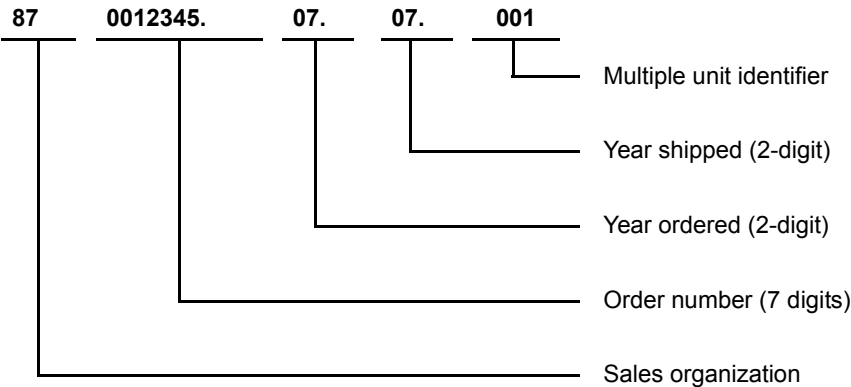 87 0012345. 07. 07. 001
Multiple unit identifier
Year shipped (2-digit)
Year ordered (2-digit)
Order number (7 digits)
Sales organization